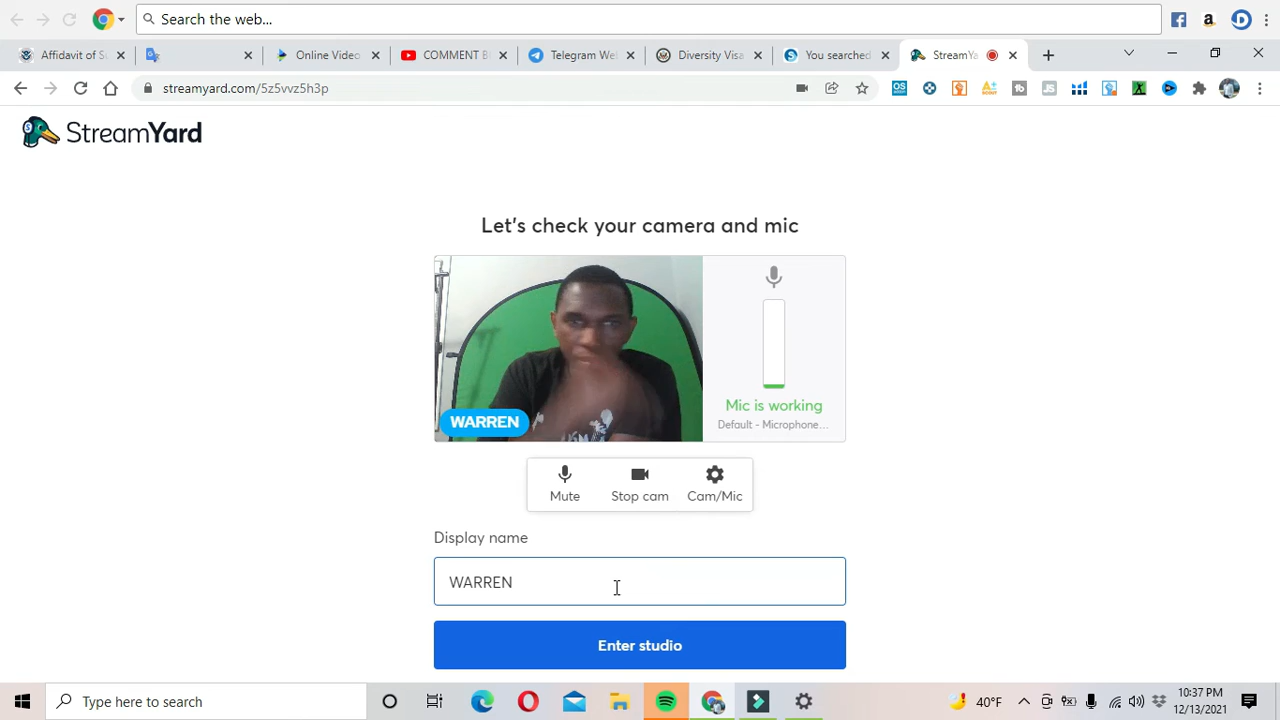 Search the web...
Affidavit of Su
Online Video
COMMENT B
Telegram We
Diversity Visa
You searched
StreamYa
streamyard.com/5z5vvz5h3p
StreamYard
Let's check your camera and mic
WARREN
Mic is working
Default - Microphone...
Mute
Stop cam
Cam/Mic
Display name
WARREN
Enter studio
Type here to search
40°F
10:37 PM
12/13/2021